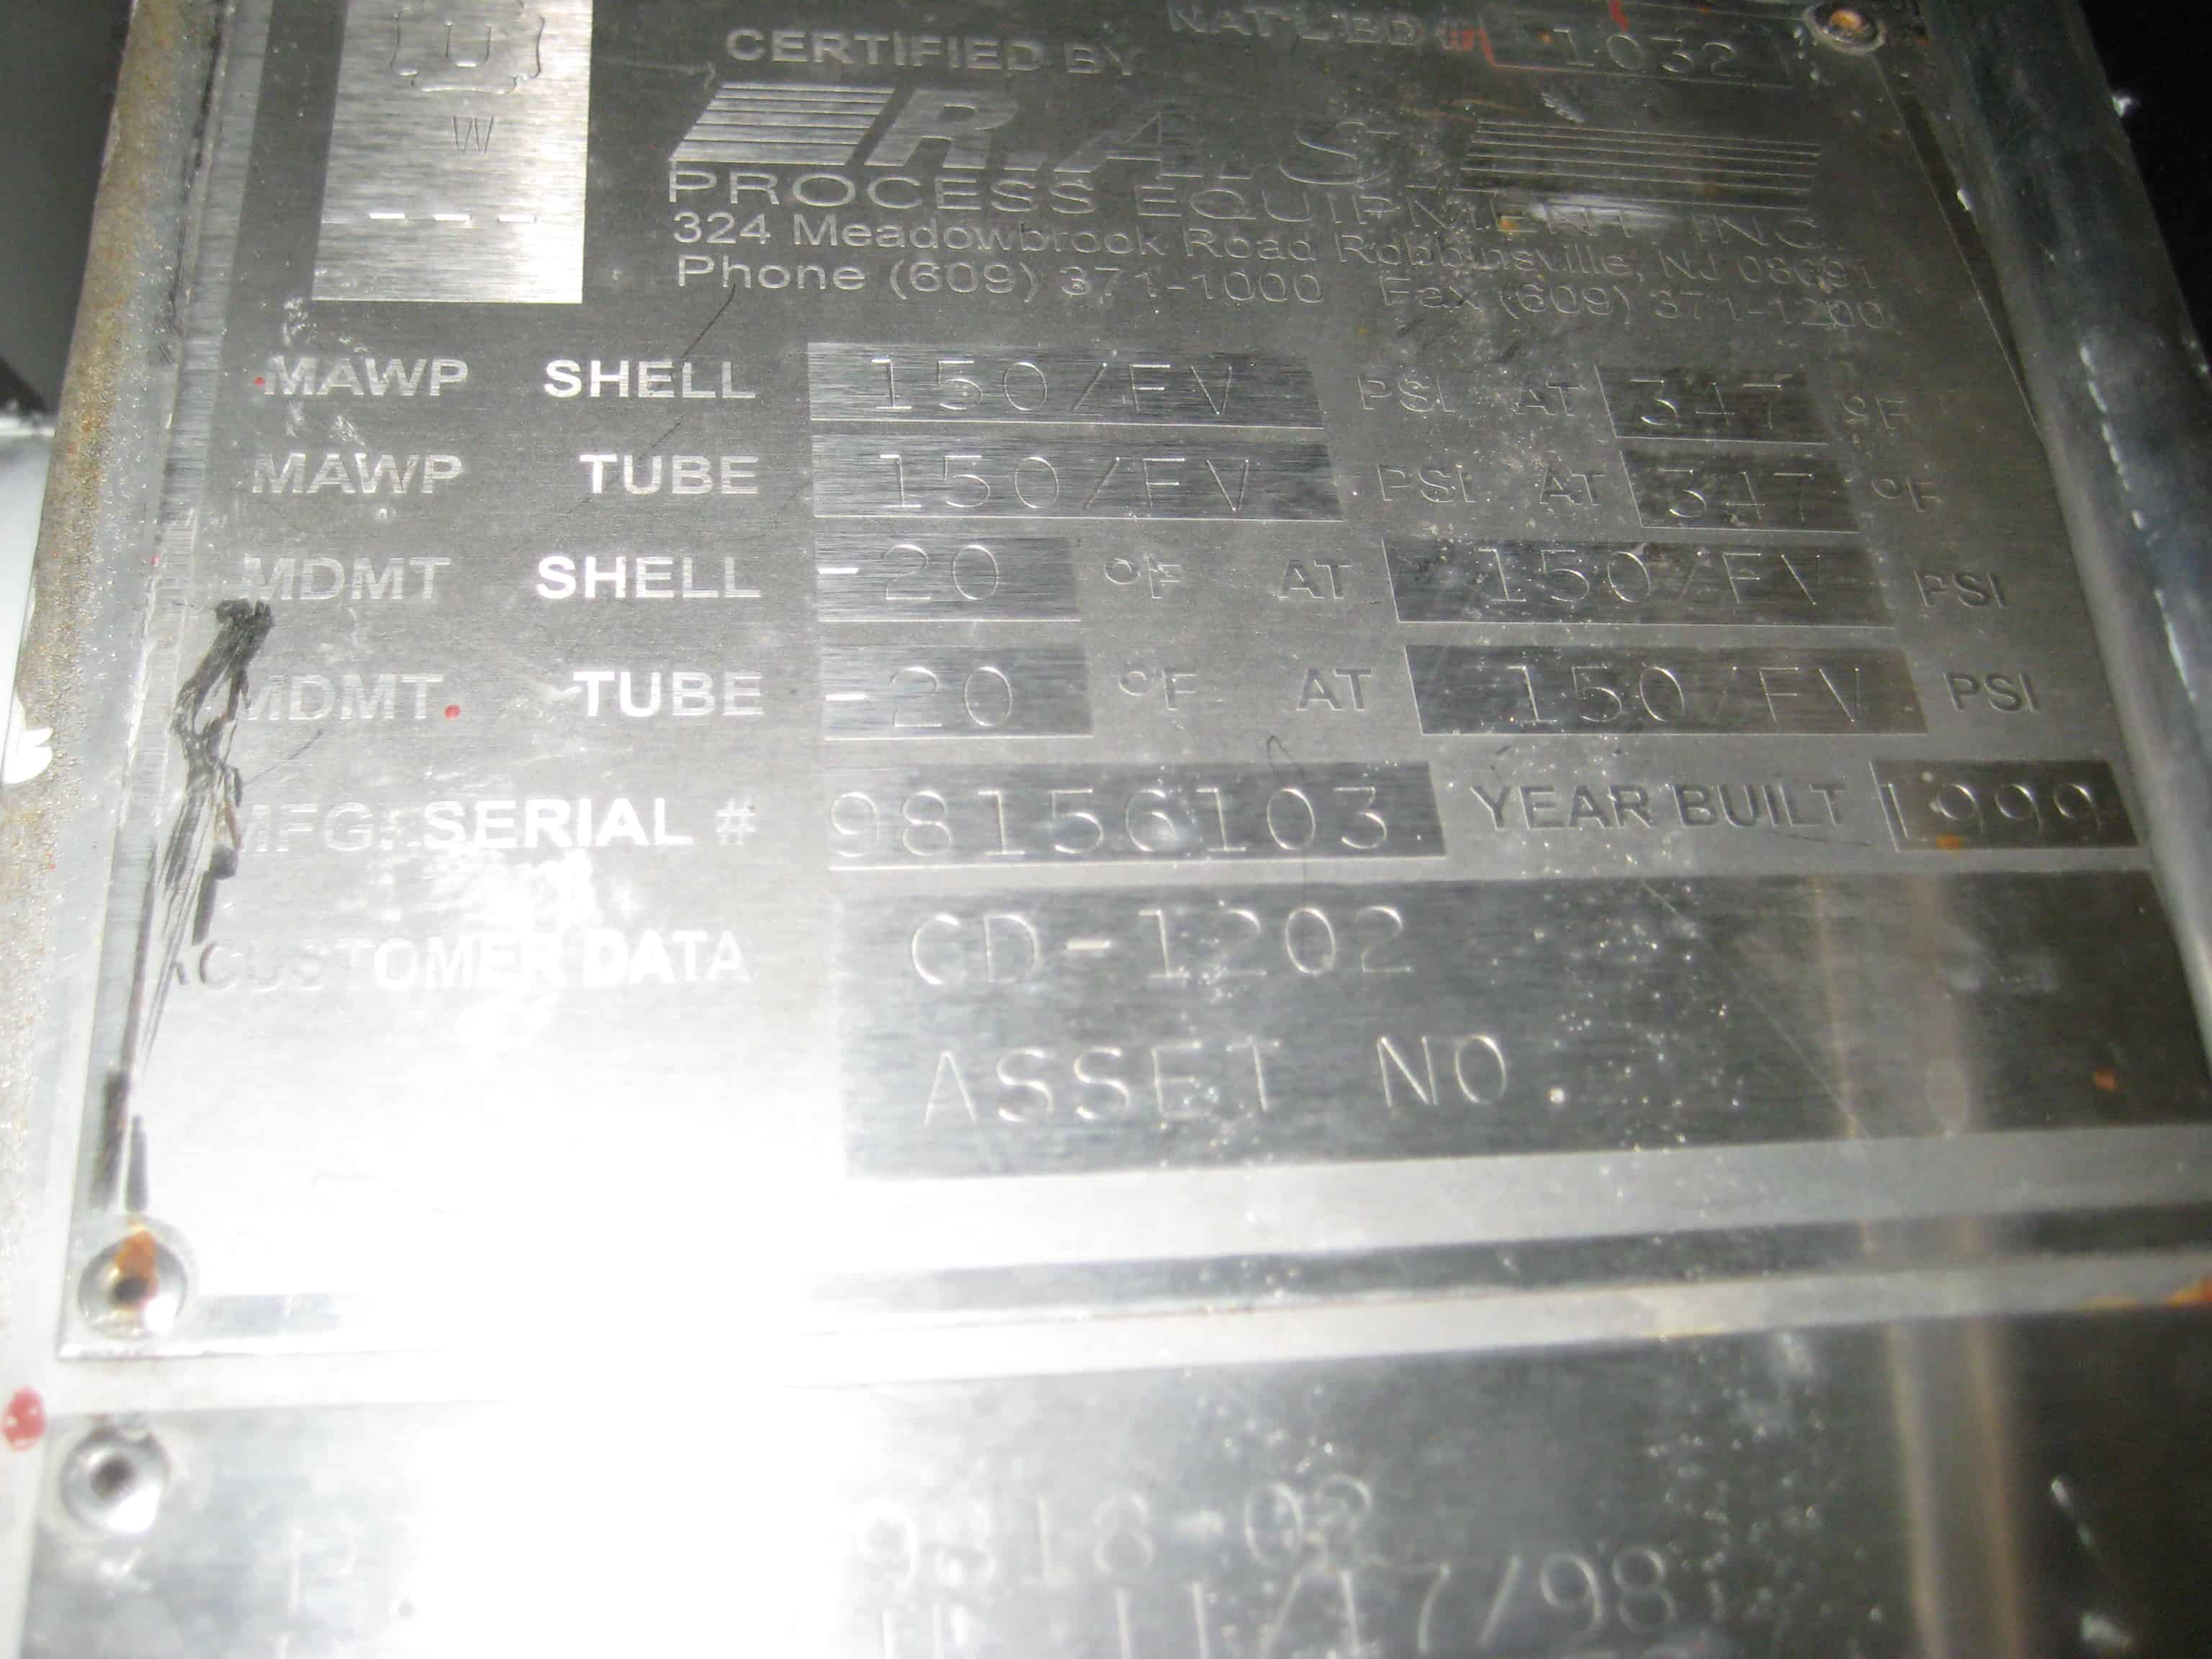 U
W
CERTIFIED BY
NAT'L BD # 1032
R.A.S.
PROCESS EQUIPMENT INC.
324 Meadowbrook Road Robbinsville, NJ 08691
Phone (609) 371-1000 Fax (609) 371-1200
MAWP SHELL 150/FV PSI AT 347 °F
MAWP TUBE 150/FV PSI AT 347 °F
MDMT SHELL -20 °F AT 150/FV PSI
MDMT TUBE -20 °F AT 150/FV PSI
MFG. SERIAL # 98156103 YEAR BUILT 1999
CUSTOMER DATA CD-1202
ASSET NO.
9818-02
11/17/98